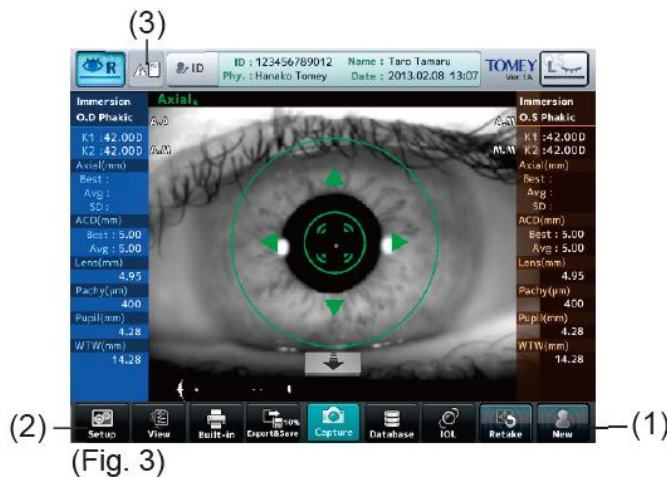 (3)
R
ID
ID : 123456789012 Name : Taro Tamaru
Phy. : Hanako Tomey Date : 2013.02.08 13:07
TOMEY
Ver. 1A
L
Immersion
O.D Phakic
K1 :42.00D
K2 :42.00D
Axial(mm)
Best :
Avg :
SD :
ACD(mm)
Best : 5.00
Avg : 5.00
Lens(mm)
4.95
Pachy(μm)
400
Pupil(mm)
4.28
WTW(mm)
14.28
Axial
A.M
Immersion
O.S Phakic
K1 :42.00D
M.M K2 :42.00D
Axial(mm)
Best :
Avg :
SD :
ACD(mm)
Best : 5.00
Avg : 5.00
Lens(mm)
4.95
Pachy(μm)
400
Pupil(mm)
4.28
WTW(mm)
14.28
(2)
Setup
View
Built-in
Export&Save
10%
Capture
Database
IOL
Retake
New
(1)
(Fig. 3)